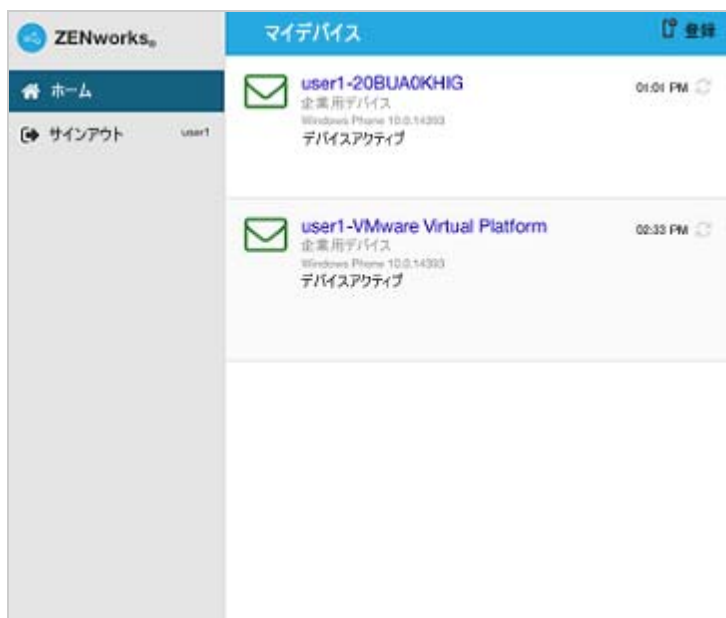 ZENworks®
マイデバイス
登録
ホーム
サインアウト
user1
user1-20BUA0KHIG
01:01 PM
企業用デバイス
Windows Phone 10.0.14393
デバイスアクティブ
user1-VMware Virtual Platform
02:33 PM
企業用デバイス
Windows Phone 10.0.14393
デバイスアクティブ